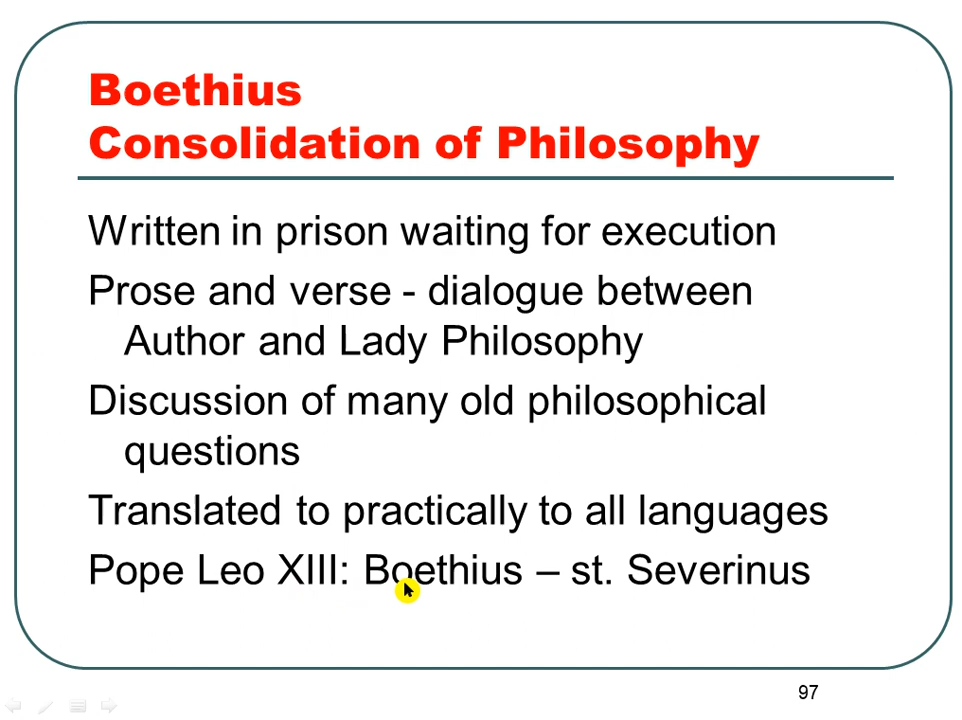 Boethius
Consolidation of Philosophy
Written in prison waiting for execution
Prose and verse - dialogue between
Author and Lady Philosophy
Discussion of many old philosophical
questions
Translated to practically to all languages
Pope Leo XIII: Boethius – st. Severinus
97